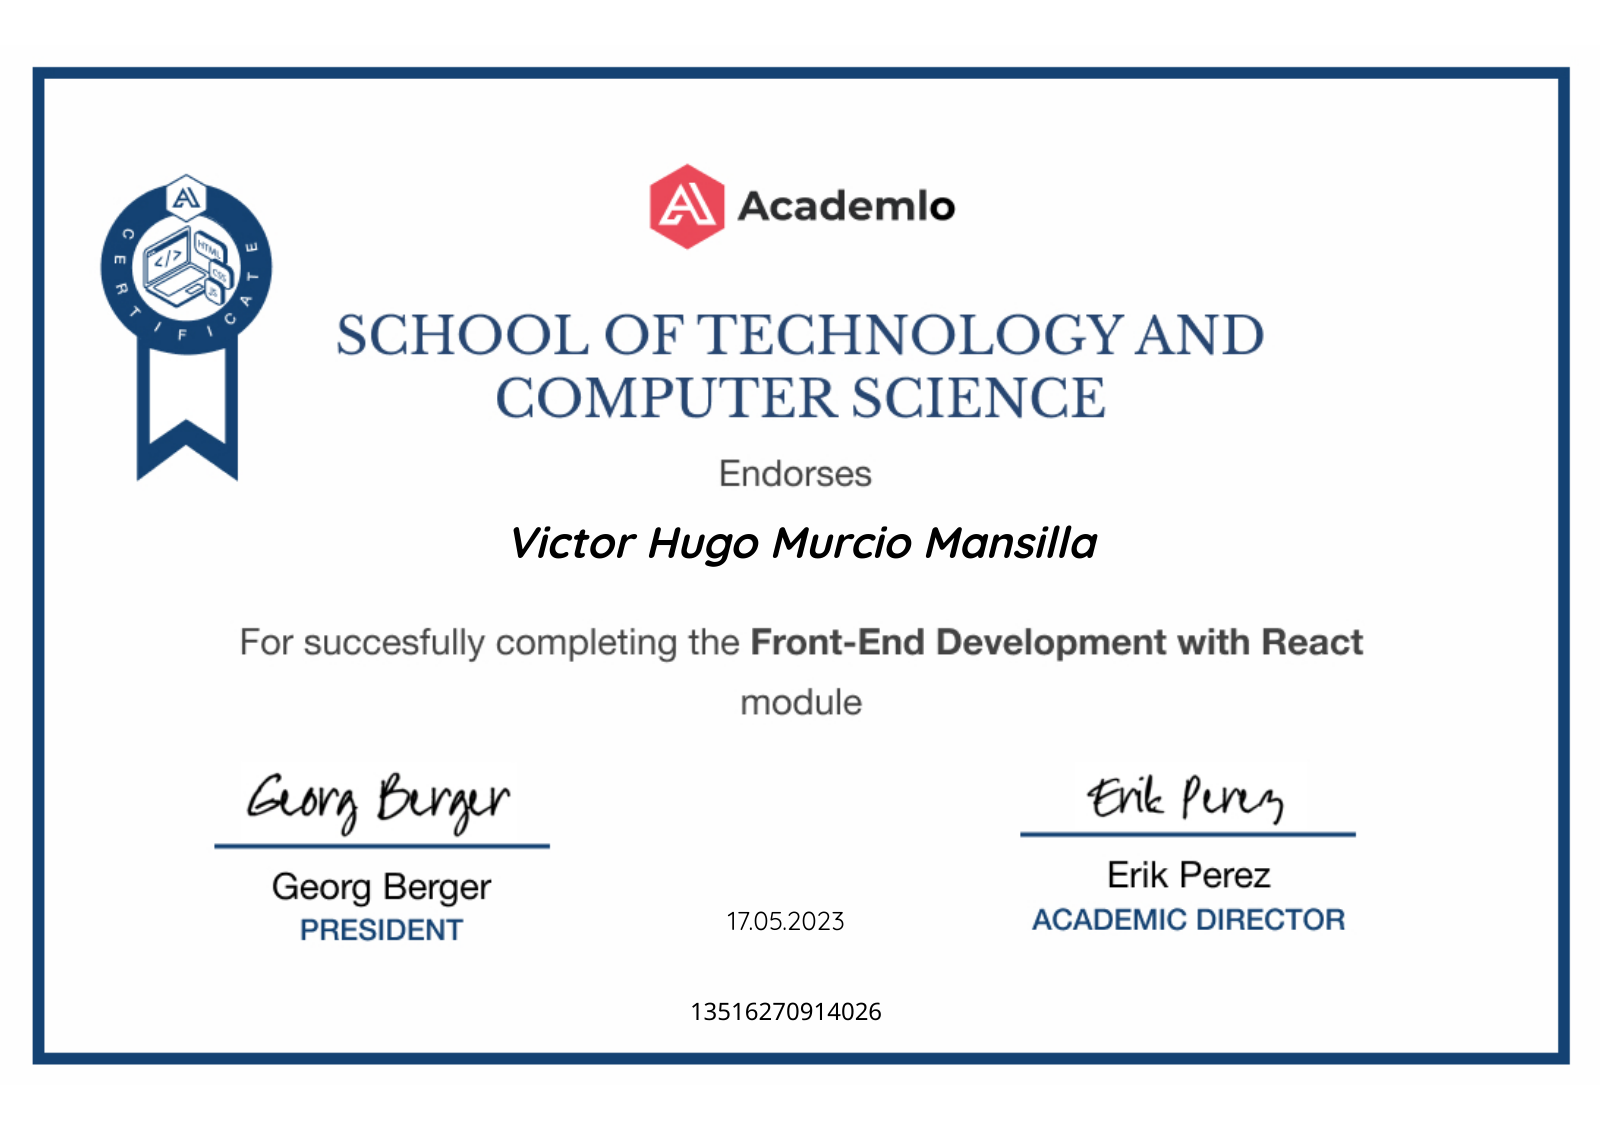 Academlo
CERTIFICATE
</>
HTML
CSS
JS
SCHOOL OF TECHNOLOGY AND
COMPUTER SCIENCE
Endorses
Victor Hugo Murcio Mansilla
For succesfully completing the Front-End Development with React
module
Georg Berger
Erik Perez
Georg Berger
Erik Perez
PRESIDENT
ACADEMIC DIRECTOR
17.05.2023
13516270914026